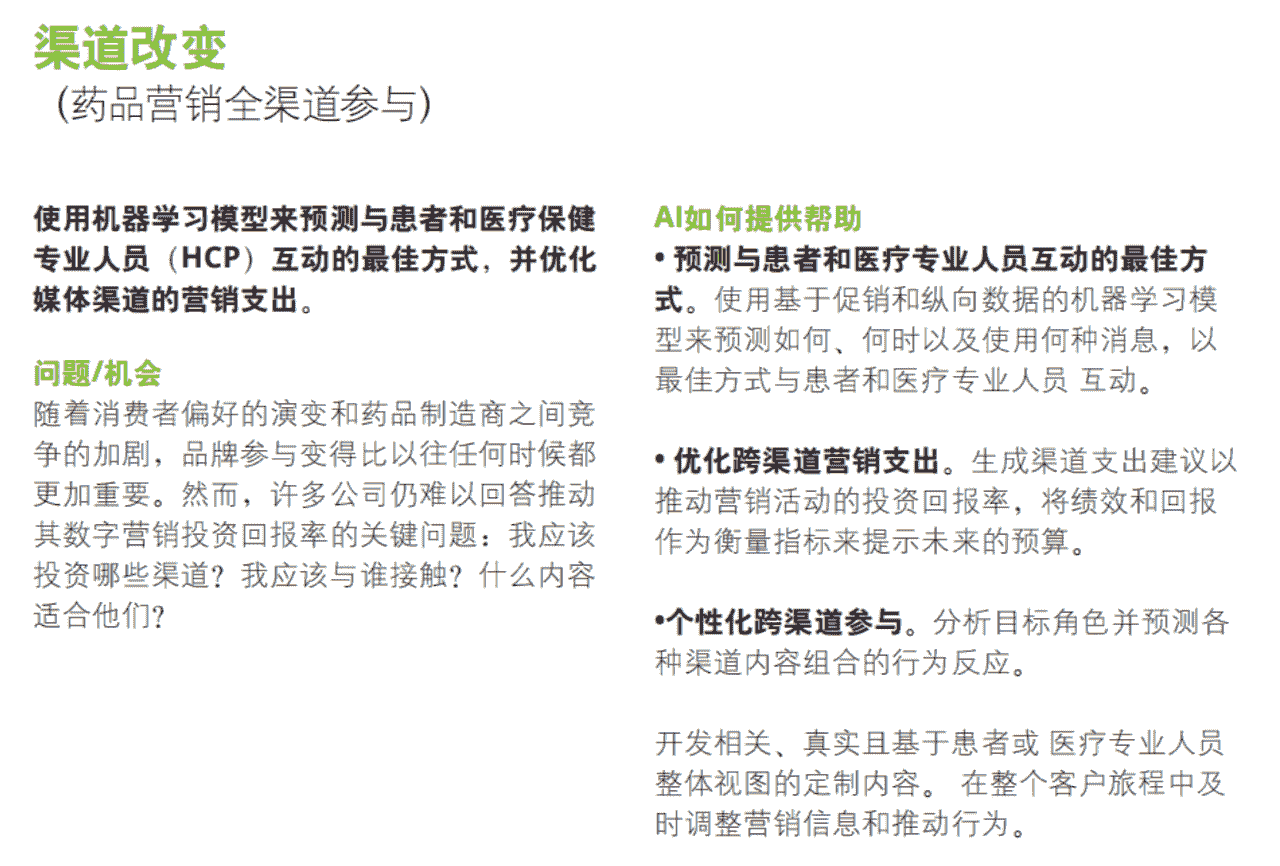 渠道改变
(药品营销全渠道参与)
使用机器学习模型来预测与患者和医疗保健
专业人员（HCP）互动的最佳方式，并优化
媒体渠道的营销支出。
问题/机会
随着消费者偏好的演变和药品制造商之间竞
争的加剧，品牌参与变得比以往任何时候都
更加重要。然而，许多公司仍难以回答推动
其数字营销投资回报率的关键问题：我应该
投资哪些渠道？我应该与谁接触？什么内容
适合他们？
AI如何提供帮助
• 预测与患者和医疗专业人员互动的最佳方
式。使用基于促销和纵向数据的机器学习模
型来预测如何、何时以及使用何种消息，以
最佳方式与患者和医疗专业人员 互动。
• 优化跨渠道营销支出。生成渠道支出建议以
推动营销活动的投资回报率，将绩效和回报
作为衡量指标来提示未来的预算。
•个性化跨渠道参与。分析目标角色并预测各
种渠道内容组合的行为反应。
开发相关、真实且基于患者或 医疗专业人员
整体视图的定制内容。 在整个客户旅程中及
时调整营销信息和推动行为。